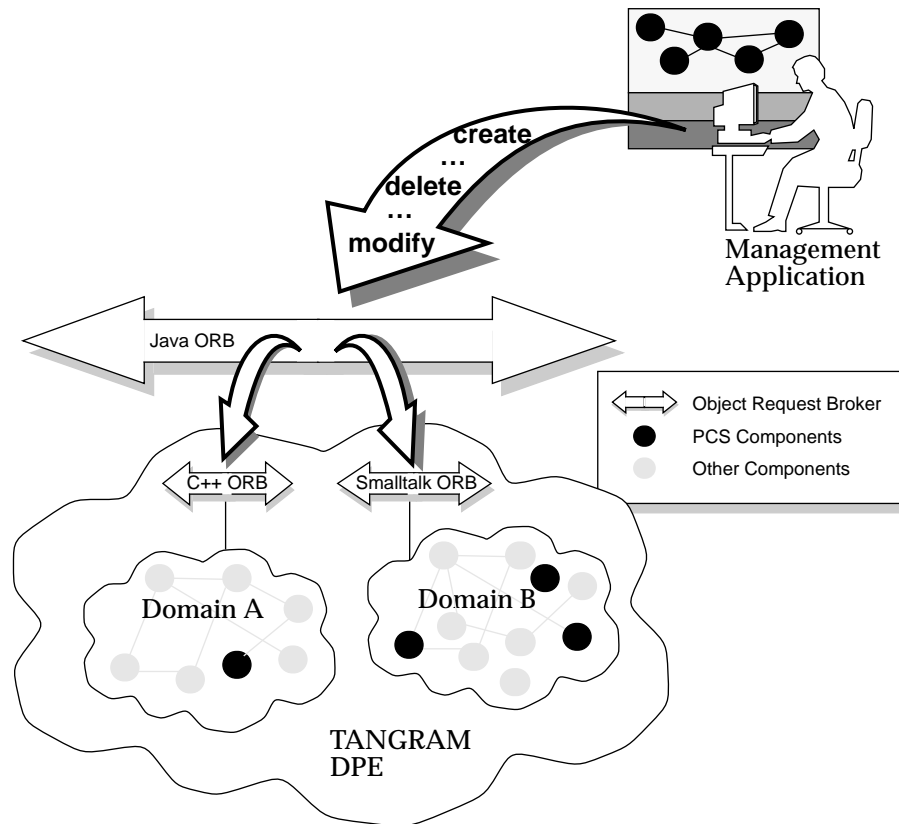 create
...
delete
...
modify
Management
Application
Java ORB
Object Request Broker
PCS Components
Other Components
C++ ORB
Smalltalk ORB
Domain A
Domain B
TANGRAM
DPE